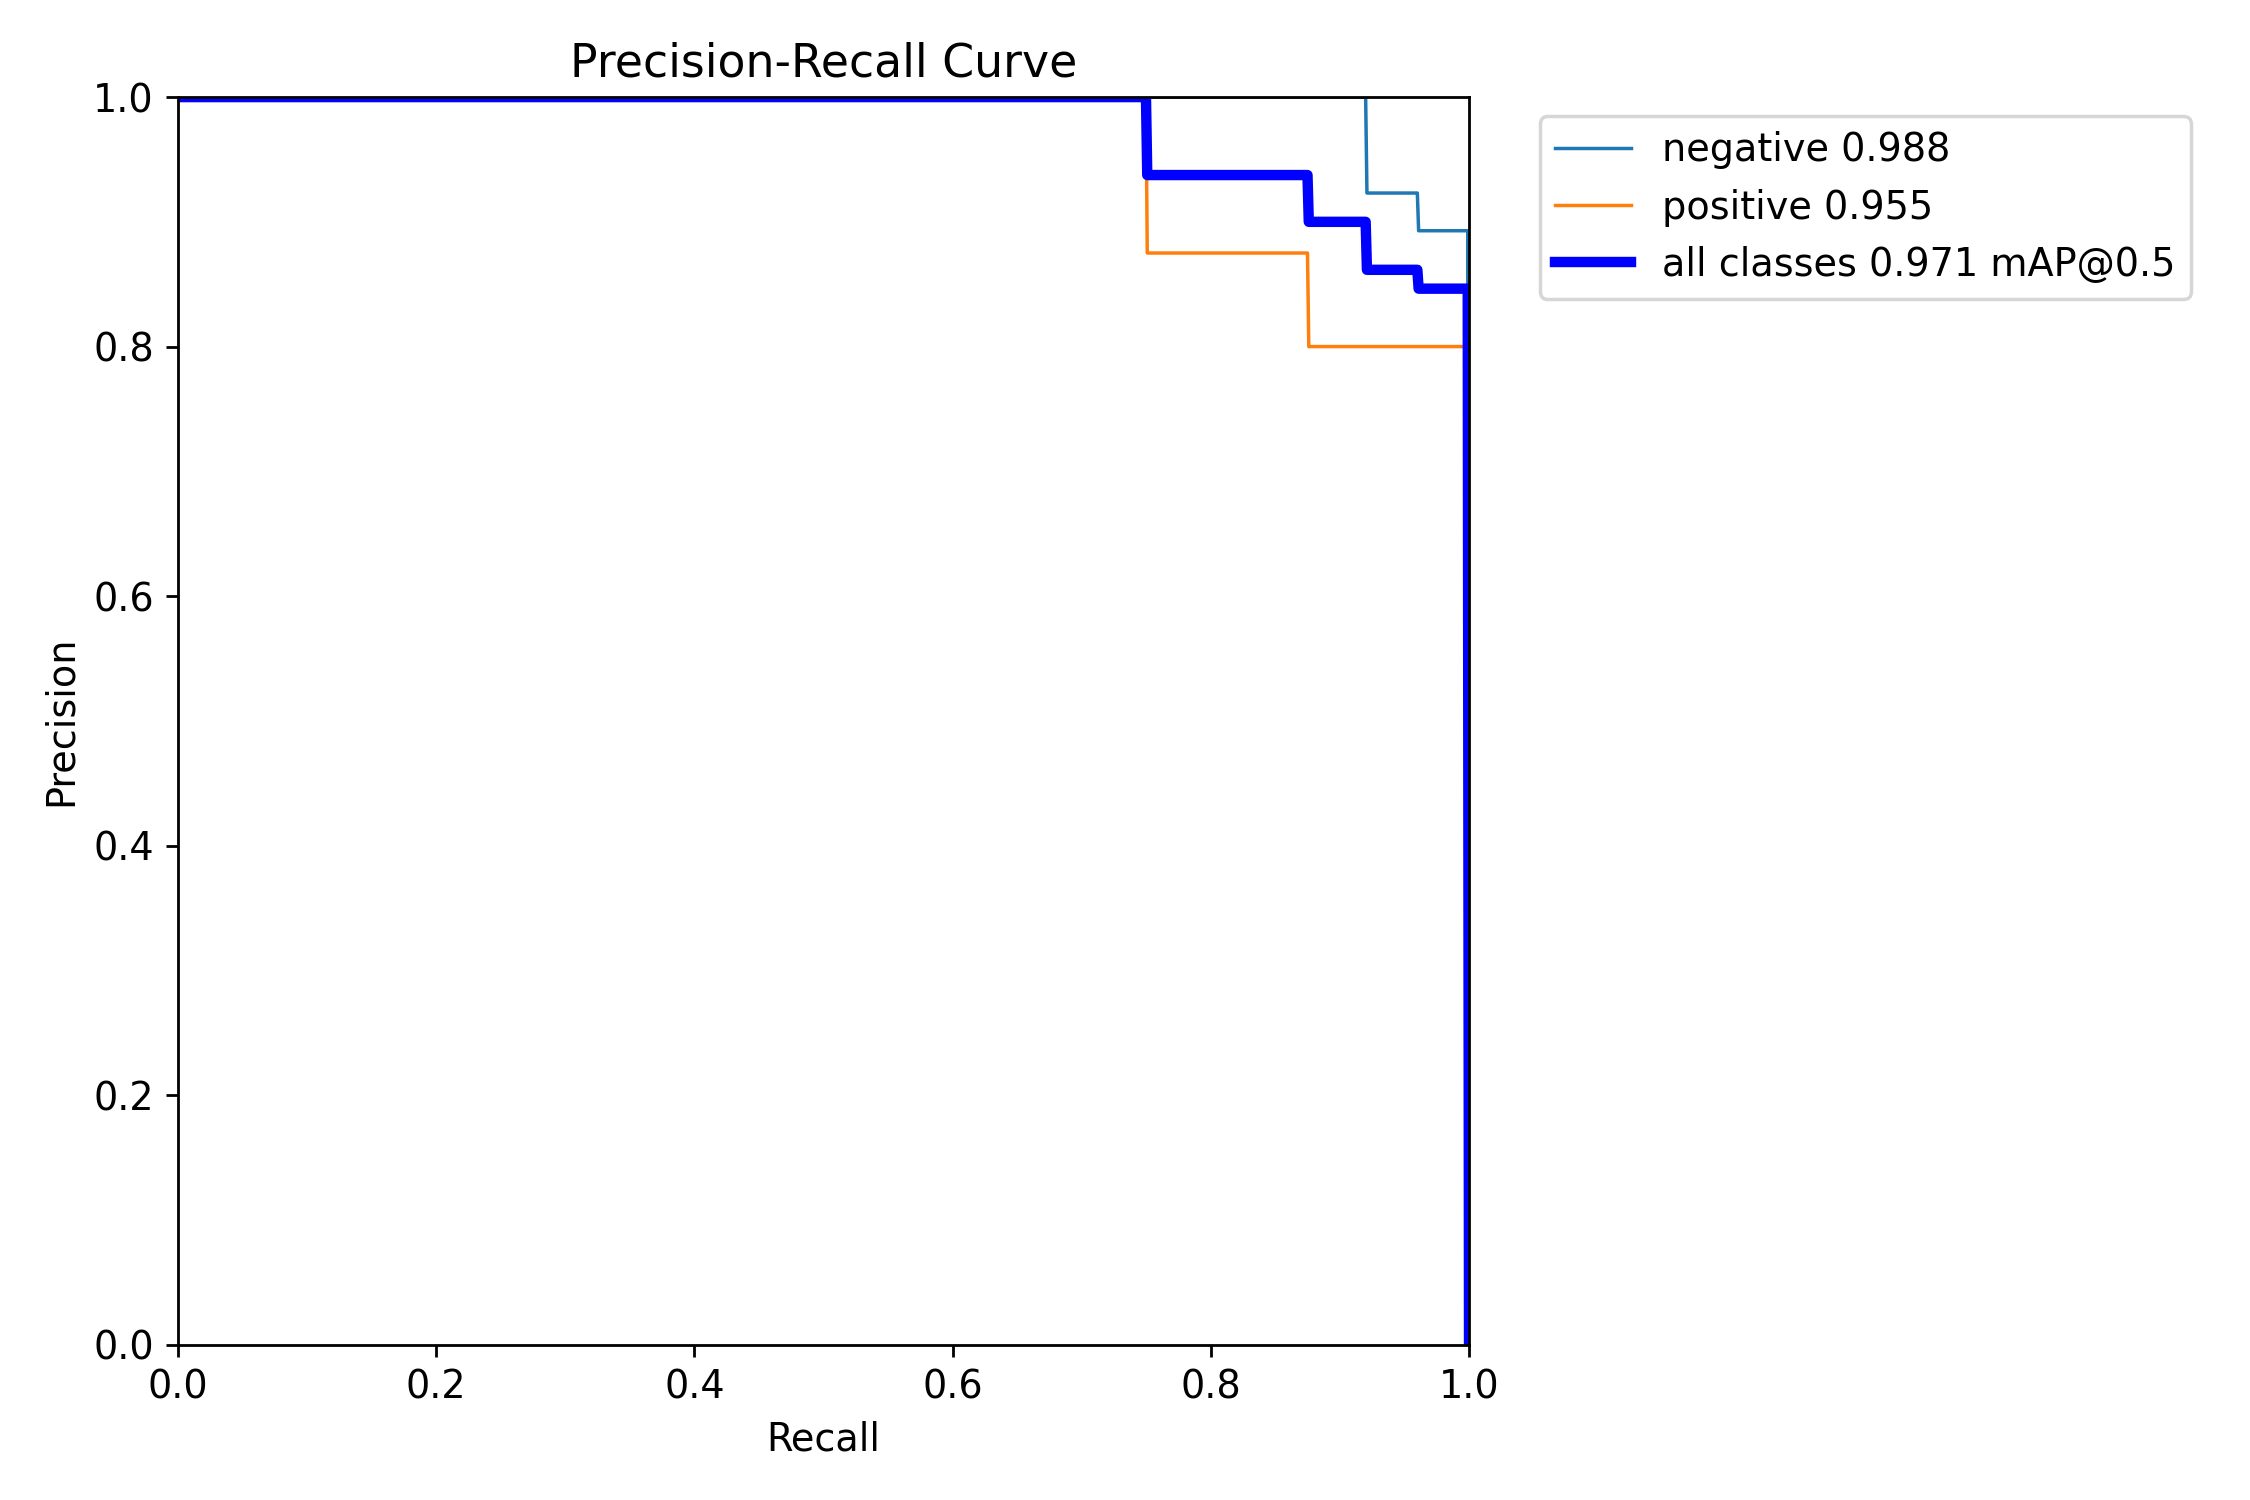 Precision-Recall Curve
1.0
0.8
0.6
0.4
0.2
0.0
Precision
0.0 0.2 0.4 0.6 0.8 1.0
Recall
negative 0.988
positive 0.955
all classes 0.971 mAP@0.5